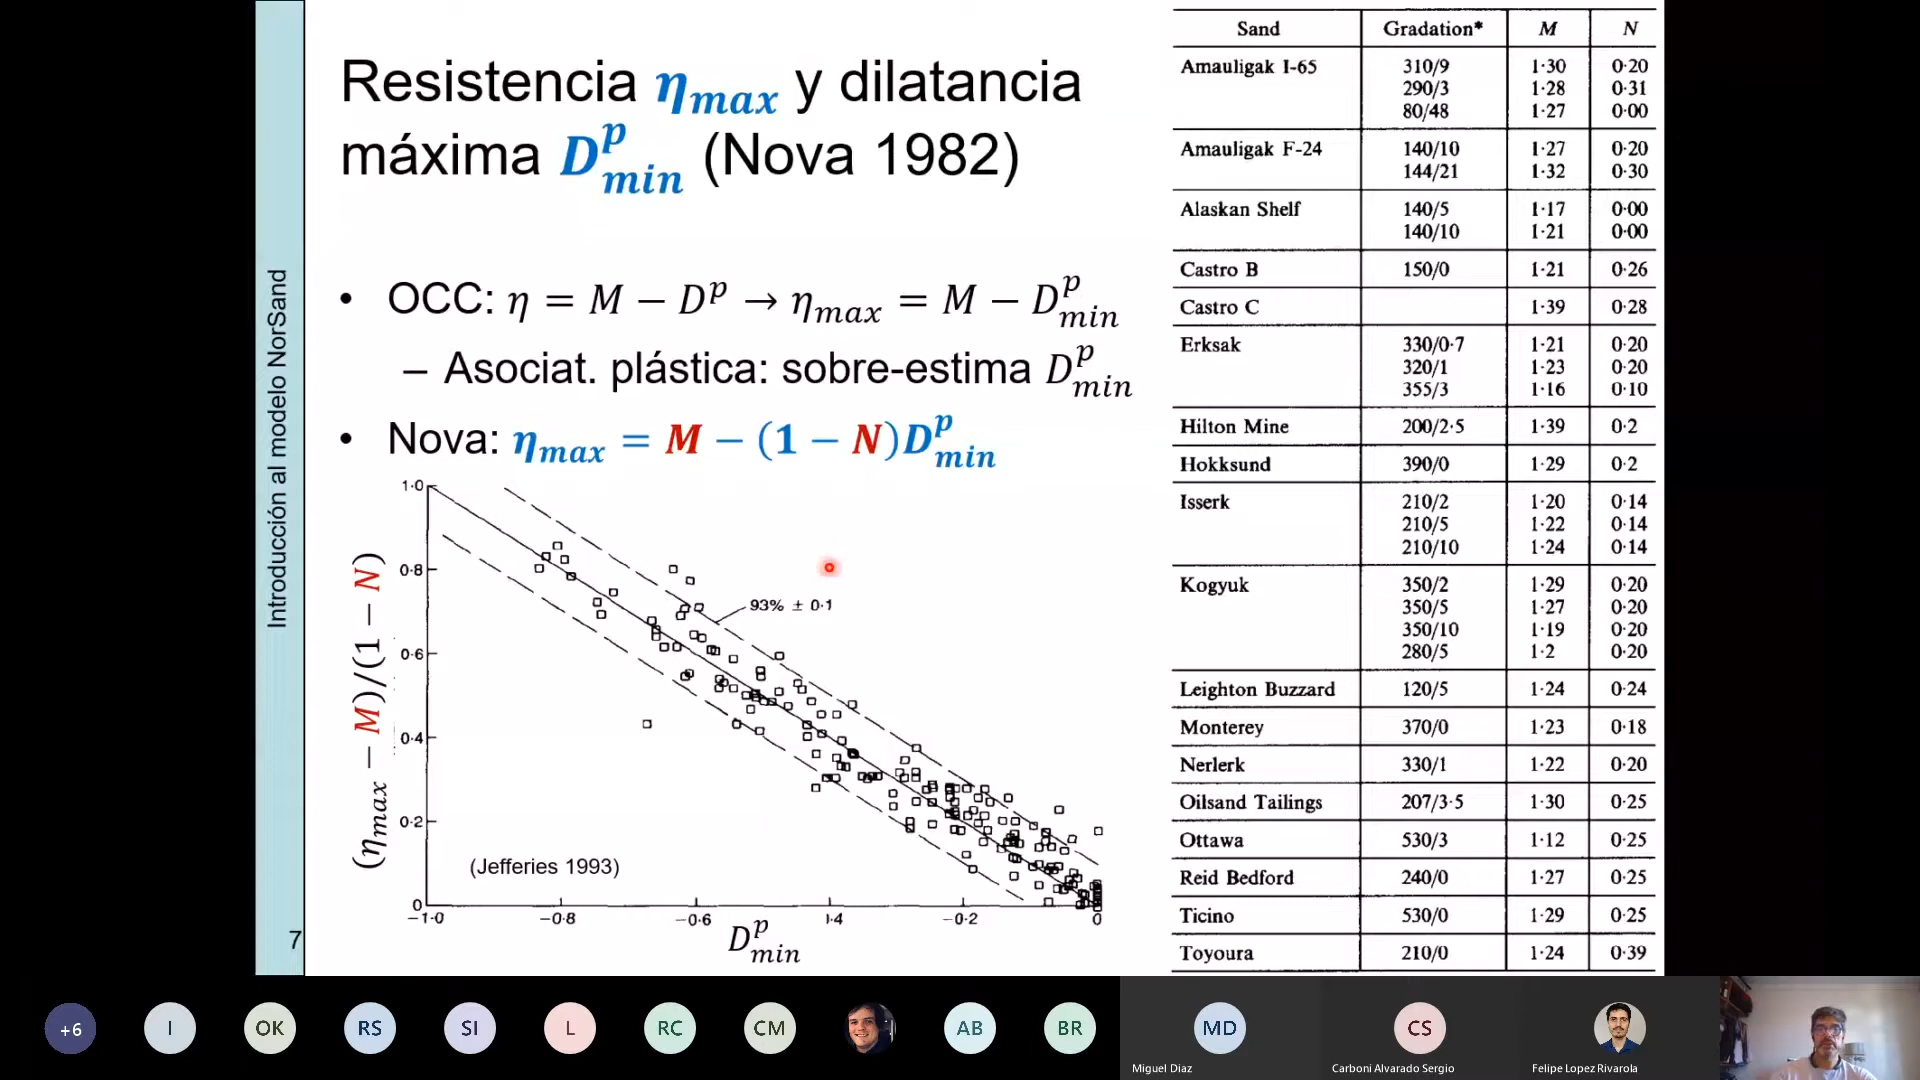 Introducción al modelo NorSand
7
Resistencia η_max y dilatancia
máxima D^p_min (Nova 1982)
• OCC: η = M − D^p → η_max = M − D^p_min
– Asociat. plástica: sobre-estima D^p_min
• Nova: η_max = M − (1 − N)D^p_min
(η_max − M)/(1 − N)
1·0
0·8
0·6
0·4
0·2
0
93% ± 0·1
(Jefferies 1993)
−1·0 −0·8 −0·6 1·4 −0·2 0
D^p_min
Sand Gradation* M N
Amauligak I-65 310/9 1·30 0·20
290/3 1·28 0·31
80/48 1·27 0·00
Amauligak F-24 140/10 1·27 0·20
144/21 1·32 0·30
Alaskan Shelf 140/5 1·17 0·00
140/10 1·21 0·00
Castro B 150/0 1·21 0·26
Castro C 1·39 0·28
Erksak 330/0·7 1·21 0·20
320/1 1·23 0·20
355/3 1·16 0·10
Hilton Mine 200/2·5 1·39 0·2
Hokksund 390/0 1·29 0·2
Isserk 210/2 1·20 0·14
210/5 1·22 0·14
210/10 1·24 0·14
Kogyuk 350/2 1·29 0·20
350/5 1·27 0·20
350/10 1·19 0·20
280/5 1·2 0·20
Leighton Buzzard 120/5 1·24 0·24
Monterey 370/0 1·23 0·18
Nerlerk 330/1 1·22 0·20
Oilsand Tailings 207/3·5 1·30 0·25
Ottawa 530/3 1·12 0·25
Reid Bedford 240/0 1·27 0·25
Ticino 530/0 1·29 0·25
Toyoura 210/0 1·24 0·39
+6 I OK RS SI L RC CM AB BR MD CS
Miguel Diaz Carboni Alvarado Sergio Felipe Lopez Rivarola